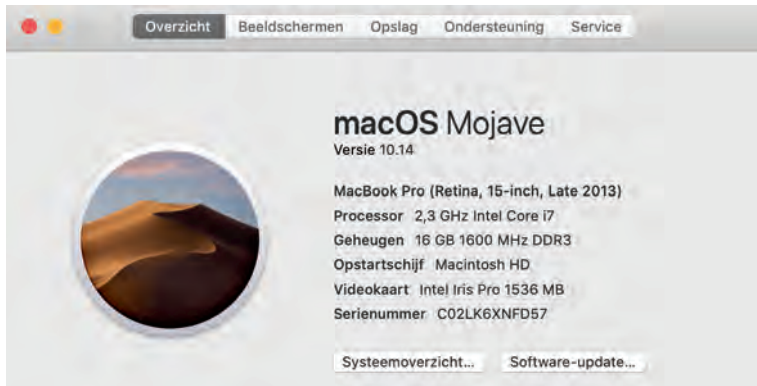 Overzicht Beeldschermen Opslag Ondersteuning Service
macOS Mojave
Versie 10.14
MacBook Pro (Retina, 15-inch, Late 2013)
Processor 2,3 GHz Intel Core i7
Geheugen 16 GB 1600 MHz DDR3
Opstartschijf Macintosh HD
Videokaart Intel Iris Pro 1536 MB
Serienummer C02LK6XNFD57
Systeemoverzicht... Software-update...